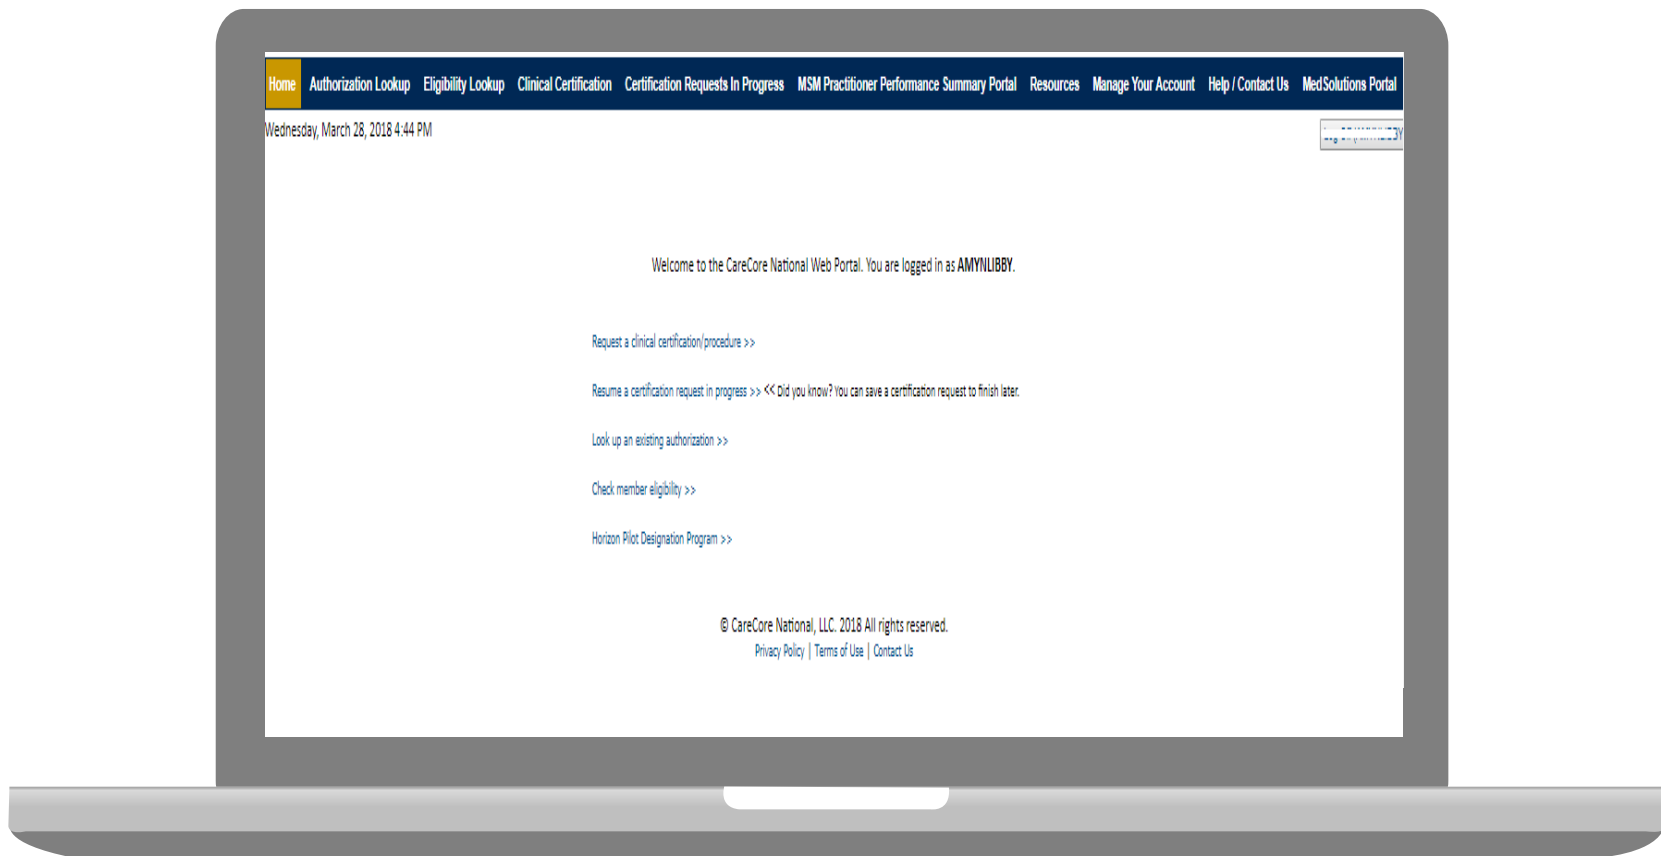 Home Authorization Lookup Eligibility Lookup Clinical Certification Certification Requests In Progress MSM Practitioner Performance Summary Portal Resources Manage Your Account Help / Contact Us MedSolutions Portal
Wednesday, March 28, 2018 4:44 PM
Welcome to the CareCore National Web Portal. You are logged in as AMYNLIBBY.
Request a clinical certification/procedure >>
Resume a certification request in progress >> << Did you know? You can save a certification request to finish later.
Look up an existing authorization >>
Check member eligibility >>
Horizon Pilot Designation Program >>
© CareCore National, LLC. 2018 All rights reserved.
Privacy Policy | Terms of Use | Contact Us